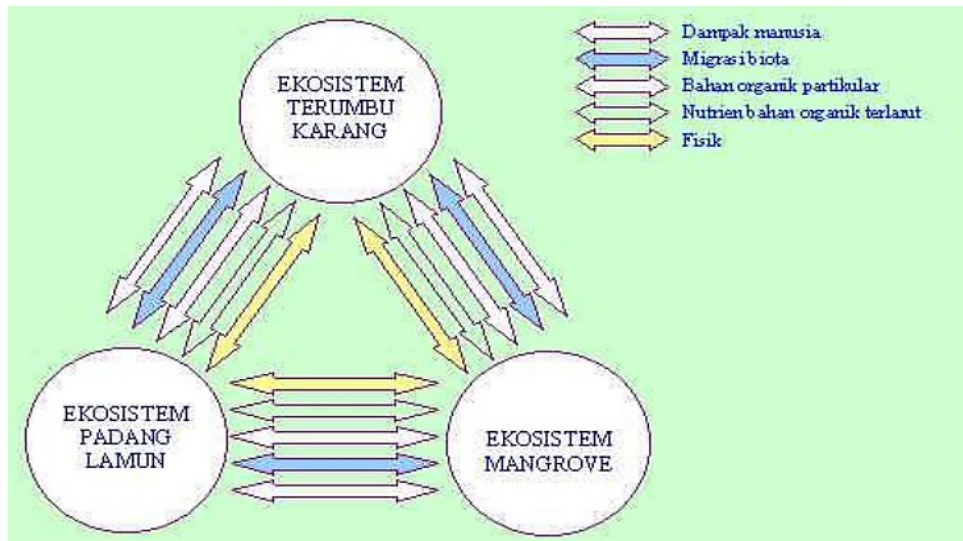 EKOSISTEM
TERUMBU
KARANG
Dampak manusia
Migrasi biota
Bahan organik partikular
Nutrien bahan organik terlarut
Fisik
EKOSISTEM
PADANG
LAMUN
EKOSISTEM
MANGROVE